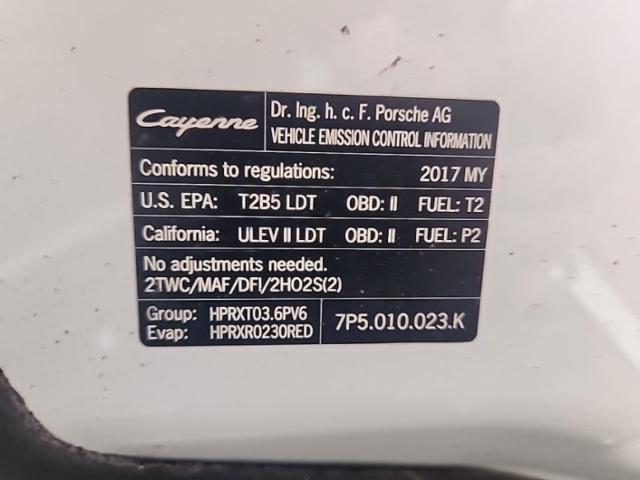 Cayenne
Dr. Ing. h. c. F. Porsche AG
VEHICLE EMISSION CONTROL INFORMATION
Conforms to regulations: 2017 MY
U.S. EPA: T2B5 LDT OBD: II FUEL: T2
California: ULEV II LDT OBD: II FUEL: P2
No adjustments needed.
2TWC/MAF/DFI/2HO2S(2)
Group: HPRXT03.6PV6
Evap: HPRXR0230RED
7P5.010.023.K